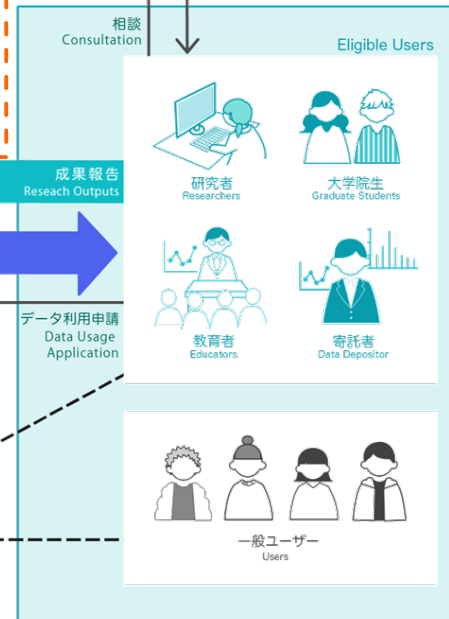 相談
Consultation
Eligible Users
研究者
Researchers
大学院生
Graduate Students
成果報告
Reseach Outputs
教育者
Educators
寄託者
Data Depositor
データ利用申請
Data Usage
Application
一般ユーザー
Users